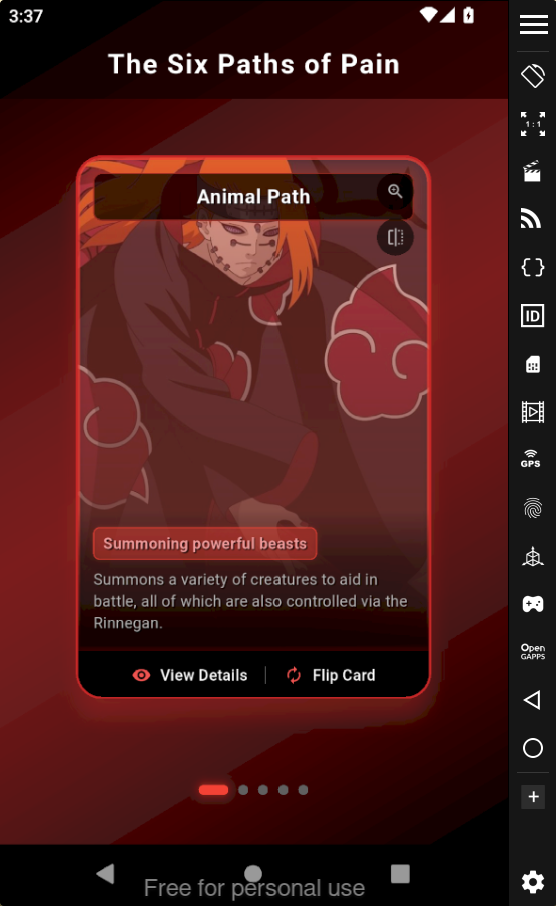 3:37
The Six Paths of Pain
1:1
Animal Path
ID
GPS
Summoning powerful beasts
Summons a variety of creatures to aid in
battle, all of which are also controlled via the
Rinnegan.
View Details
Flip Card
Open
GAPPS
Free for personal use